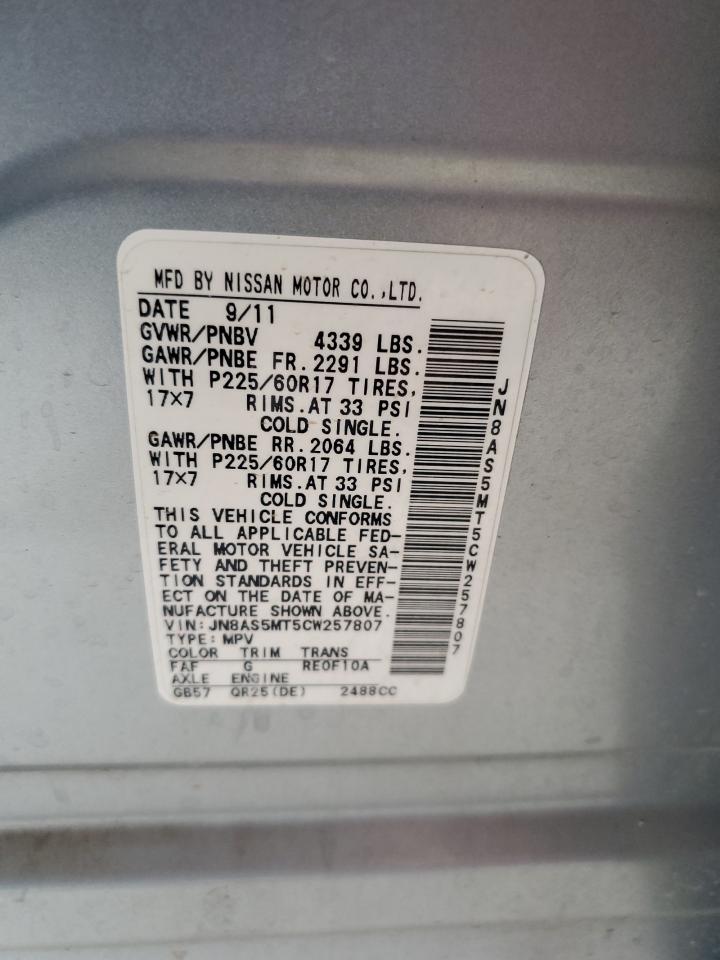 MFD BY NISSAN MOTOR CO.,LTD.
DATE 9/11
GVWR/PNBV 4339 LBS.
GAWR/PNBE FR.2291 LBS.
WITH P225/60R17 TIRES,
17×7 RIMS.AT 33 PSI
COLD SINGLE.
GAWR/PNBE RR.2064 LBS.
WITH P225/60R17 TIRES,
17×7 RIMS.AT 33 PSI
COLD SINGLE.
THIS VEHICLE CONFORMS
TO ALL APPLICABLE FED-
ERAL MOTOR VEHICLE SA-
FETY AND THEFT PREVEN-
TION STANDARDS IN EFF-
ECT ON THE DATE OF MA-
NUFACTURE SHOWN ABOVE.
VIN:JN8AS5MT5CW257807
TYPE:MPV
COLOR TRIM TRANS
FAF G RE0F10A
AXLE ENGINE
GB57 QR25(DE) 2488CC
JN8AS5MT5CW257807